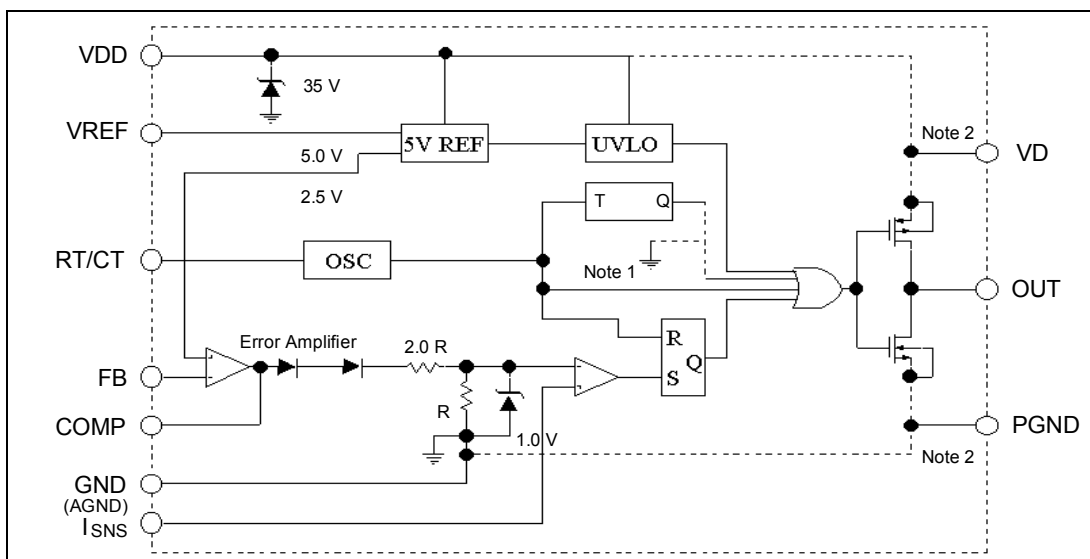 VDD
35 V
VREF
5V REF
UVLO
Note 2
VD
5.0 V
2.5 V
T Q
RT/CT
OSC
Note 1
OUT
Error Amplifier
2.0 R
R
Q
S
FB
R
COMP
1.0 V
PGND
Note 2
GND
(AGND)
ISNS